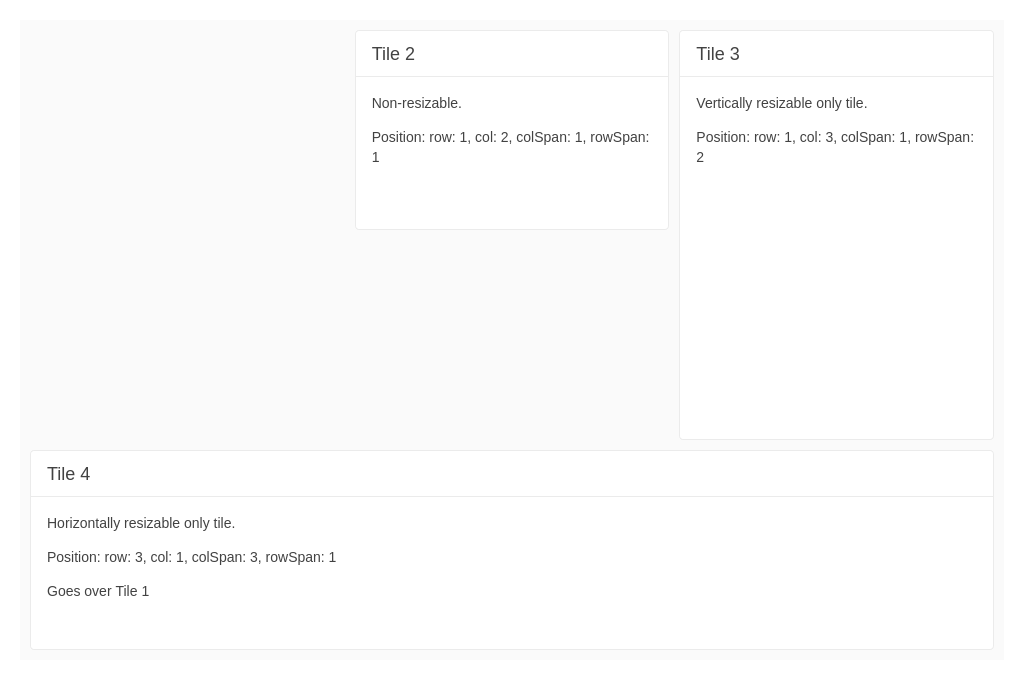 Tile 2
Non-resizable.
Position: row: 1, col: 2, colSpan: 1, rowSpan:
1
Tile 3
Vertically resizable only tile.
Position: row: 1, col: 3, colSpan: 1, rowSpan:
2
Tile 4
Horizontally resizable only tile.
Position: row: 3, col: 1, colSpan: 3, rowSpan: 1
Goes over Tile 1